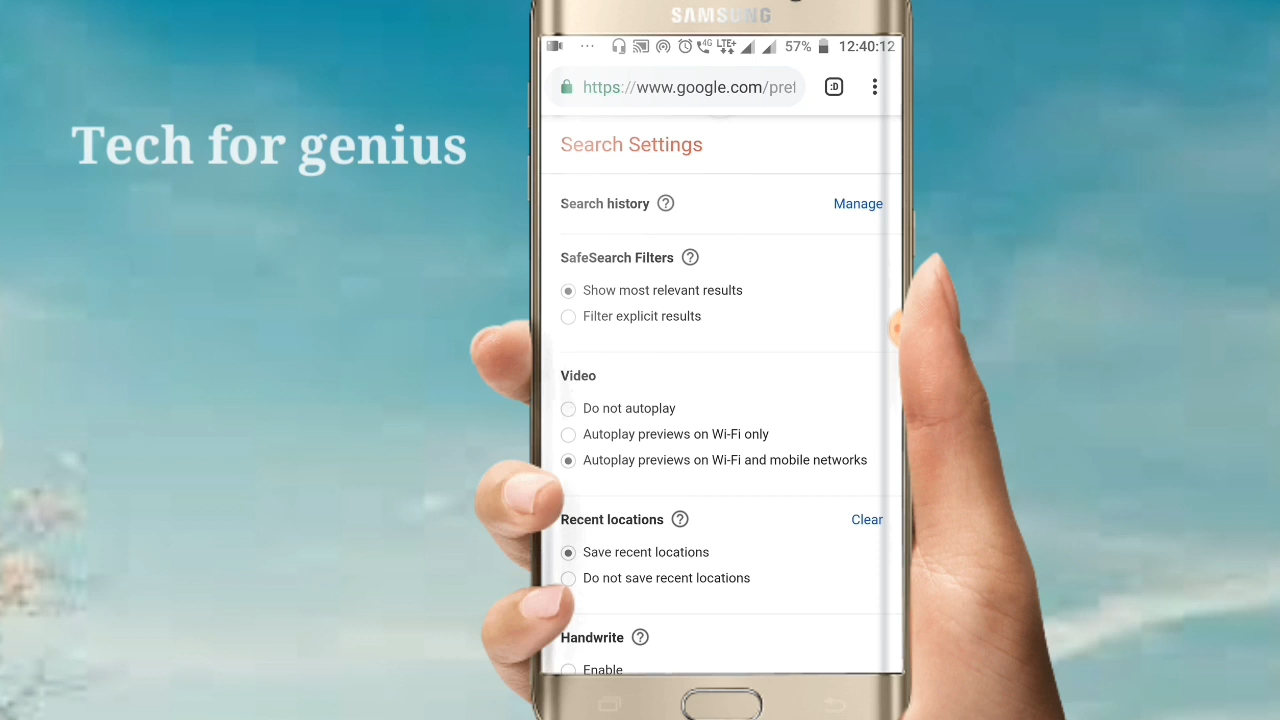 Tech for genius
SAMSUNG
4G LTE+ 57% 12:40:12
https://www.google.com/pref
:D
Search Settings
Search history ? Manage
SafeSearch Filters ?
Show most relevant results
Filter explicit results
Video
Do not autoplay
Autoplay previews on Wi-Fi only
Autoplay previews on Wi-Fi and mobile networks
Recent locations ? Clear
Save recent locations
Do not save recent locations
Handwrite ?
Enable